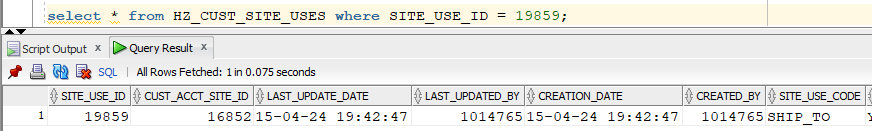 select * from HZ_CUST_SITE_USES where SITE_USE_ID = 19859;
Script Output x Query Result x
SQL | All Rows Fetched: 1 in 0.075 seconds
SITE_USE_ID CUST_ACCT_SITE_ID LAST_UPDATE_DATE LAST_UPDATED_BY CREATION_DATE CREATED_BY SITE_USE_CODE
1 19859 16852 15-04-24 19:42:47 1014765 15-04-24 19:42:47 1014765 SHIP_TO